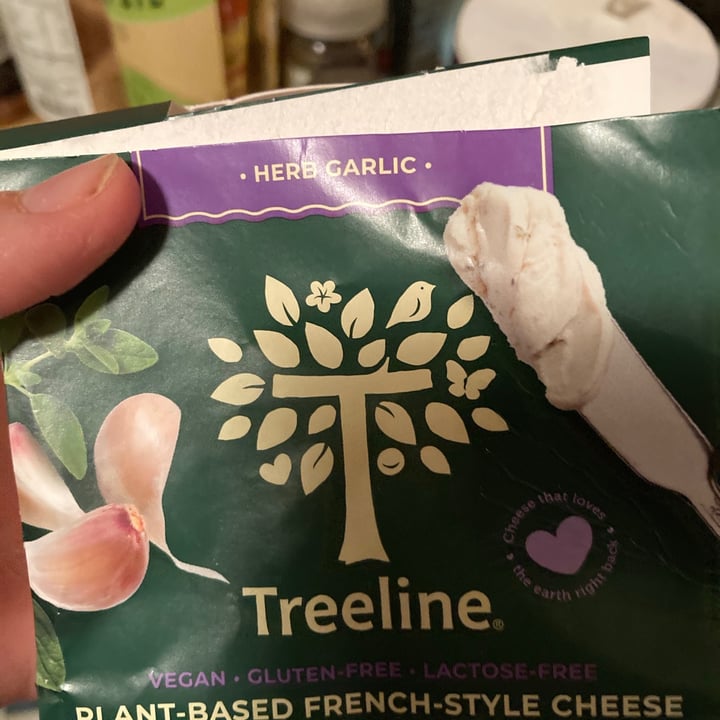 • HERB GARLIC •
Cheese that loves
• the earth right back •
Treeline®
VEGAN • GLUTEN-FREE • LACTOSE-FREE
PLANT-BASED FRENCH-STYLE CHEESE